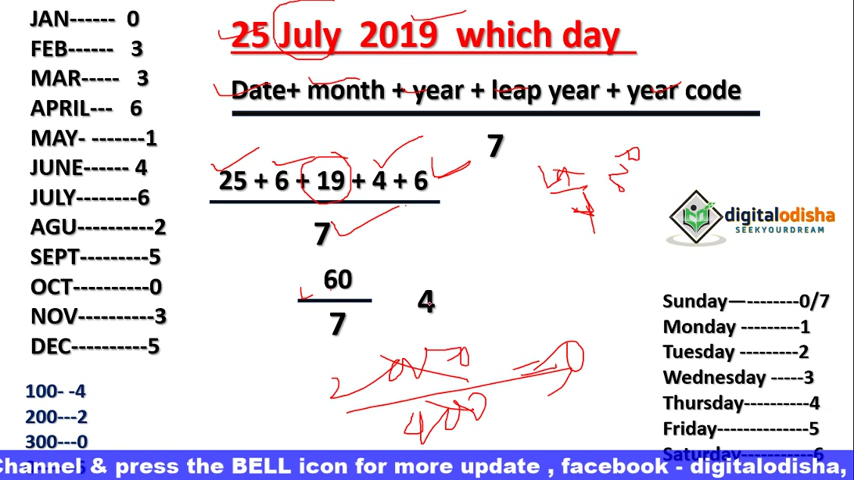 JAN------ 0
FEB------ 3
MAR----- 3
APRIL--- 6
MAY- -------1
JUNE------ 4
JULY-------6
AGU----------2
SEPT--------5
OCT---------0
NOV---------3
DEC----------5
100- -4
200---2
300---0
25 July 2019 which day
Date+ month + year + leap year + year code
7
25 + 6 + 19 + 4 + 6
7
60
7
4
400
digitalodisha
SEEKYOURDREAM
Sunday—--------0/7
Monday ---------1
Tuesday ---------2
Wednesday -----3
Thursday----------4
Friday--------------5
Saturday-----------6
Channel & press the BELL icon for more update , facebook - digitalodisha,